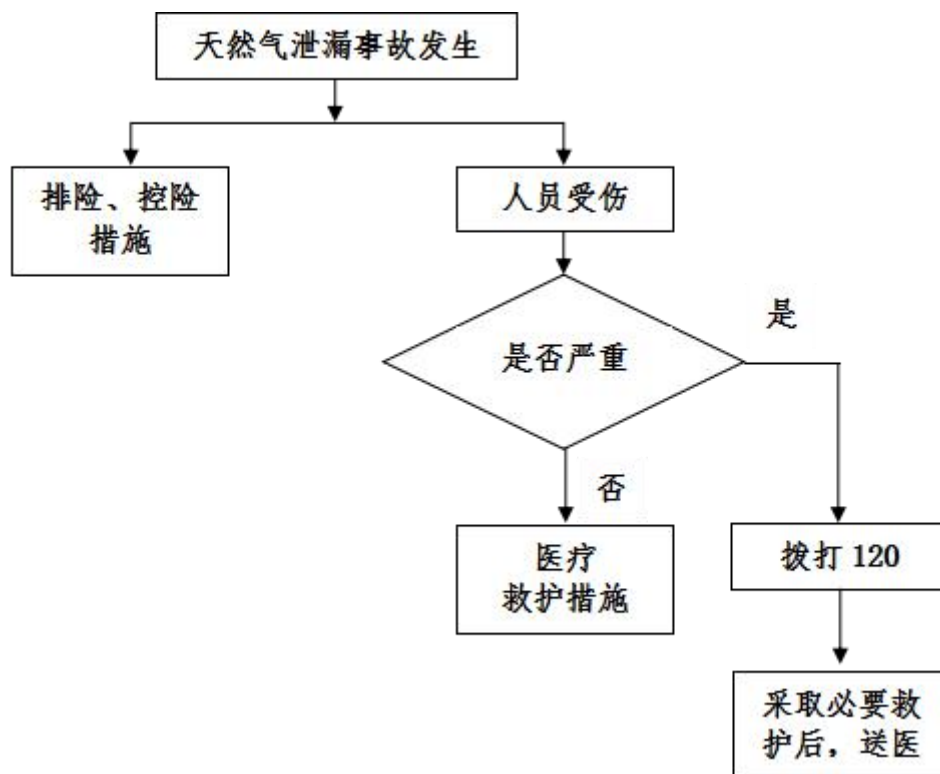 天然气泄漏事故发生
排险、控险
措施
人员受伤
是否严重
是
否
医疗
救护措施
拨打 120
采取必要救
护后，送医